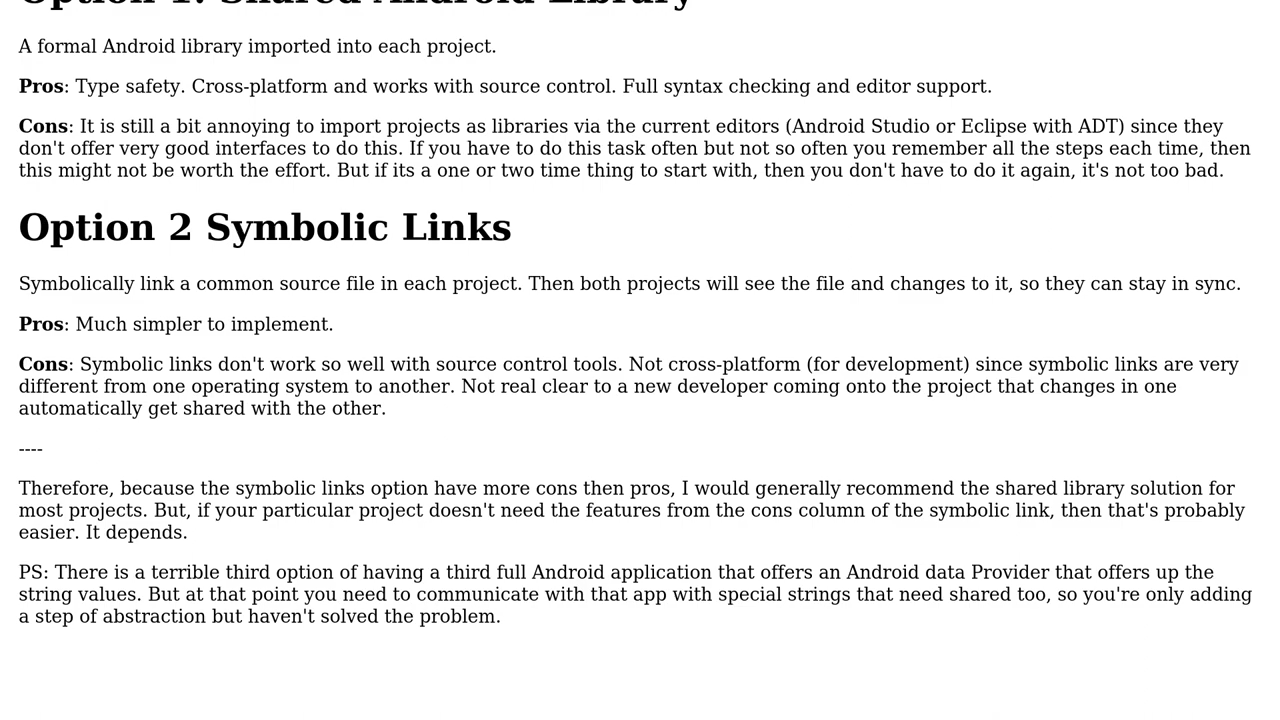 Option 1: Shared Android Library
A formal Android library imported into each project.
Pros: Type safety. Cross-platform and works with source control. Full syntax checking and editor support.
Cons: It is still a bit annoying to import projects as libraries via the current editors (Android Studio or Eclipse with ADT) since they
don't offer very good interfaces to do this. If you have to do this task often but not so often you remember all the steps each time, then
this might not be worth the effort. But if its a one or two time thing to start with, then you don't have to do it again, it's not too bad.
Option 2 Symbolic Links
Symbolically link a common source file in each project. Then both projects will see the file and changes to it, so they can stay in sync.
Pros: Much simpler to implement.
Cons: Symbolic links don't work so well with source control tools. Not cross-platform (for development) since symbolic links are very
different from one operating system to another. Not real clear to a new developer coming onto the project that changes in one
automatically get shared with the other.
----
Therefore, because the symbolic links option have more cons then pros, I would generally recommend the shared library solution for
most projects. But, if your particular project doesn't need the features from the cons column of the symbolic link, then that's probably
easier. It depends.
PS: There is a terrible third option of having a third full Android application that offers an Android data Provider that offers up the
string values. But at that point you need to communicate with that app with special strings that need shared too, so you're only adding
a step of abstraction but haven't solved the problem.